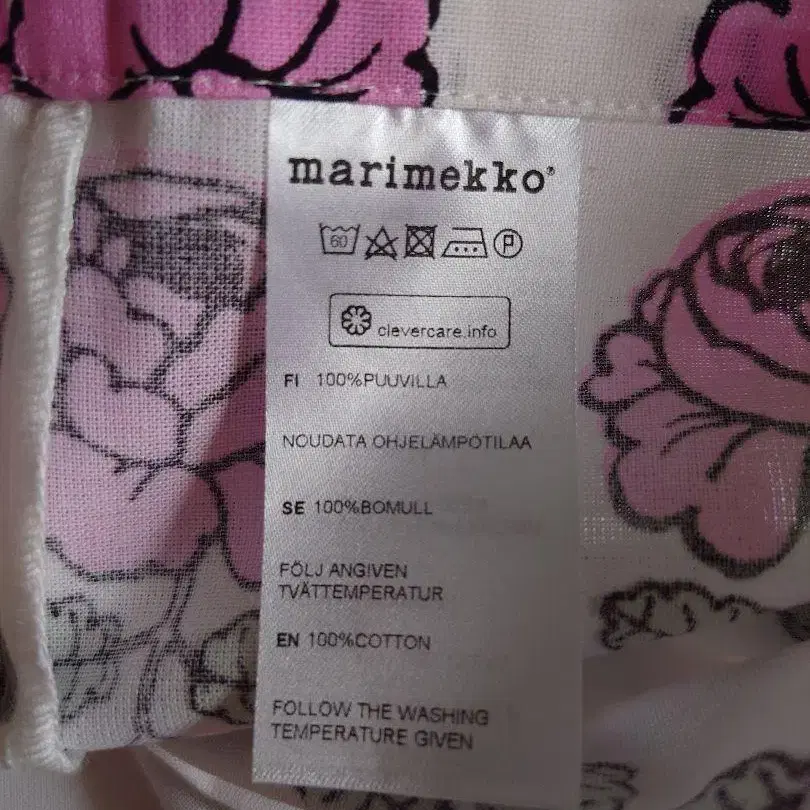 marimekko®
60 P
clevercare.info
FI 100%PUUVILLA
NOUDATA OHJELÄMPÖTILAA
SE 100%BOMULL
FÖLJ ANGIVEN
TVÄTTEMPERATUR
EN 100%COTTON
FOLLOW THE WASHING
TEMPERATURE GIVEN